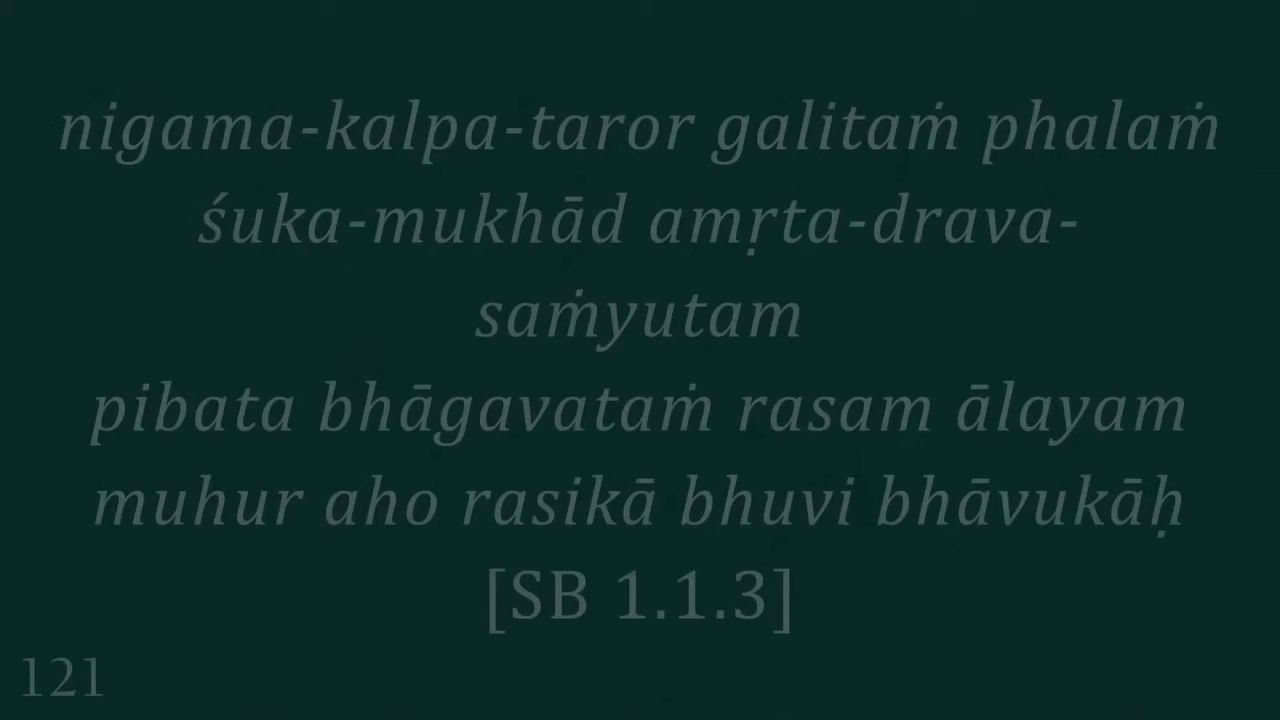 nigama-kalpa-taror galitaṁ phalaṁ
śuka-mukhād amṛta-drava-
saṁyutam
pibata bhāgavataṁ rasam ālayam
muhur aho rasikā bhuvi bhāvukāḥ
[SB 1.1.3]
121